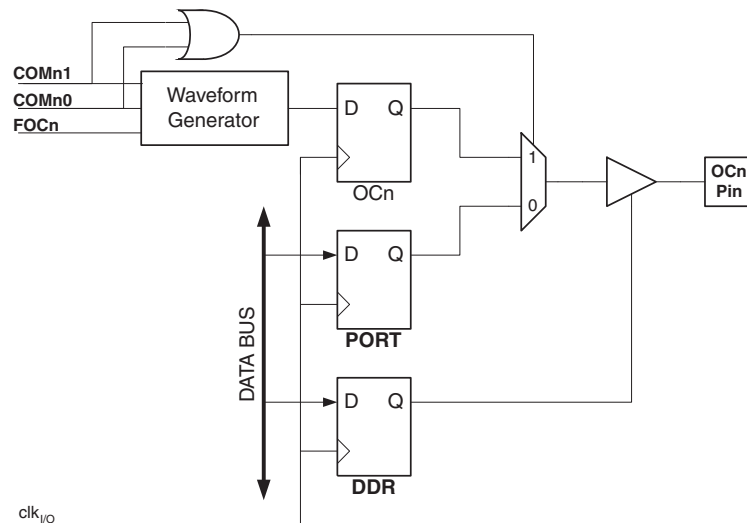 COMn1
COMn0
FOCn
Waveform
Generator
D Q
OCn
1
0
OCn
Pin
D Q
PORT
D Q
DDR
DATA BUS
clkI/O